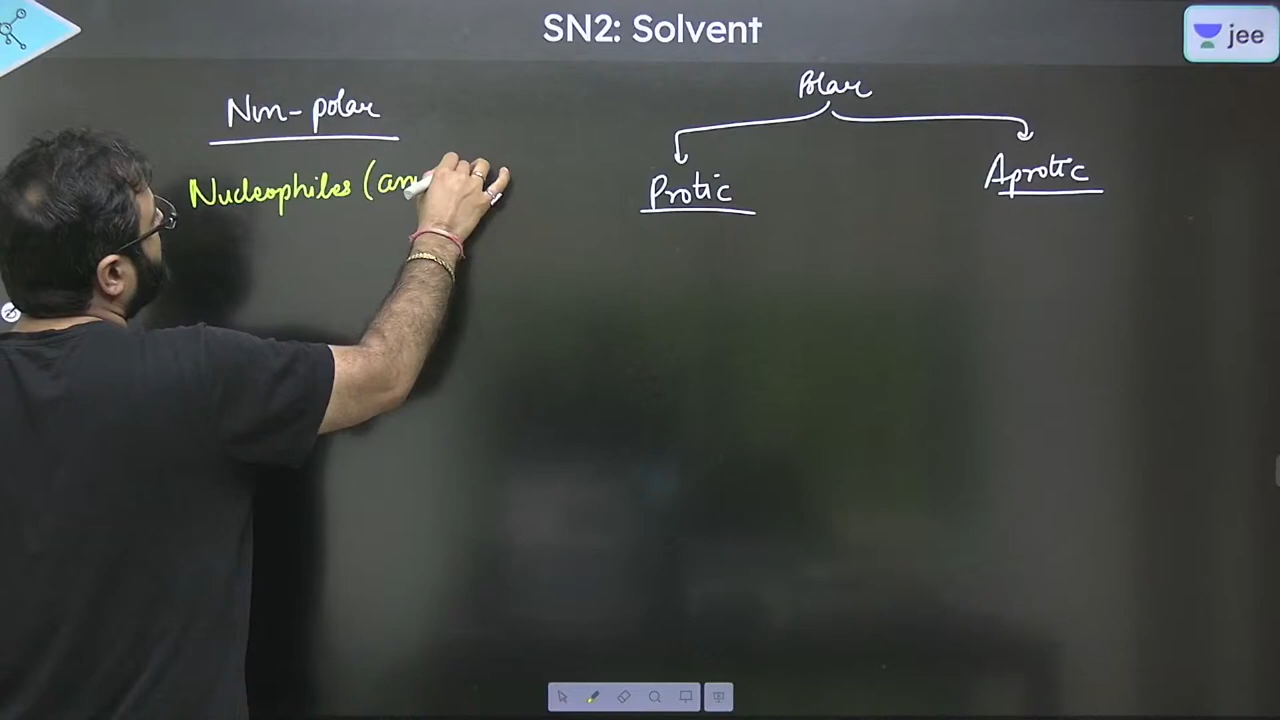 SN2: Solvent
jee
Non-polar
Polar
Nucleophiles (an
Protic
Aprotic